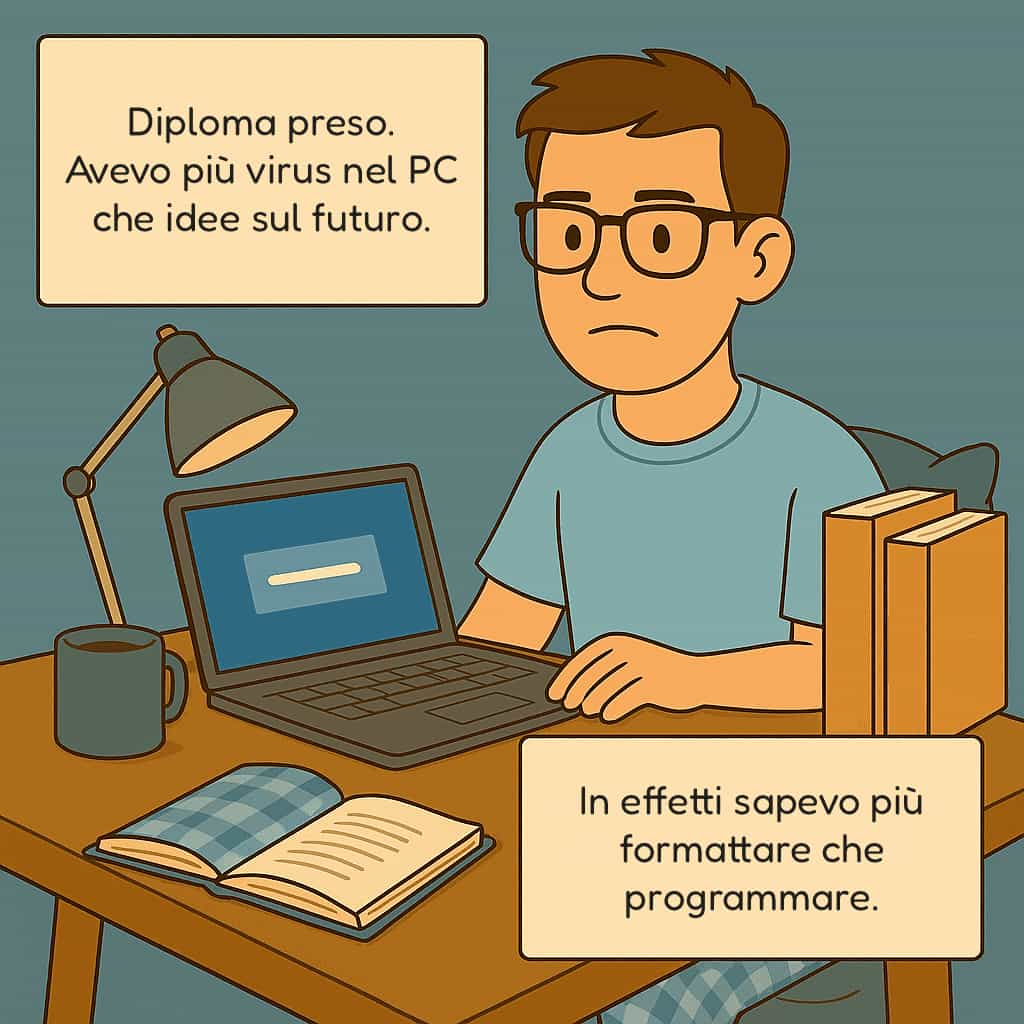 Diploma preso.
Avevo più virus nel PC
che idee sul futuro.
In effetti sapevo più
formattare che
programmare.